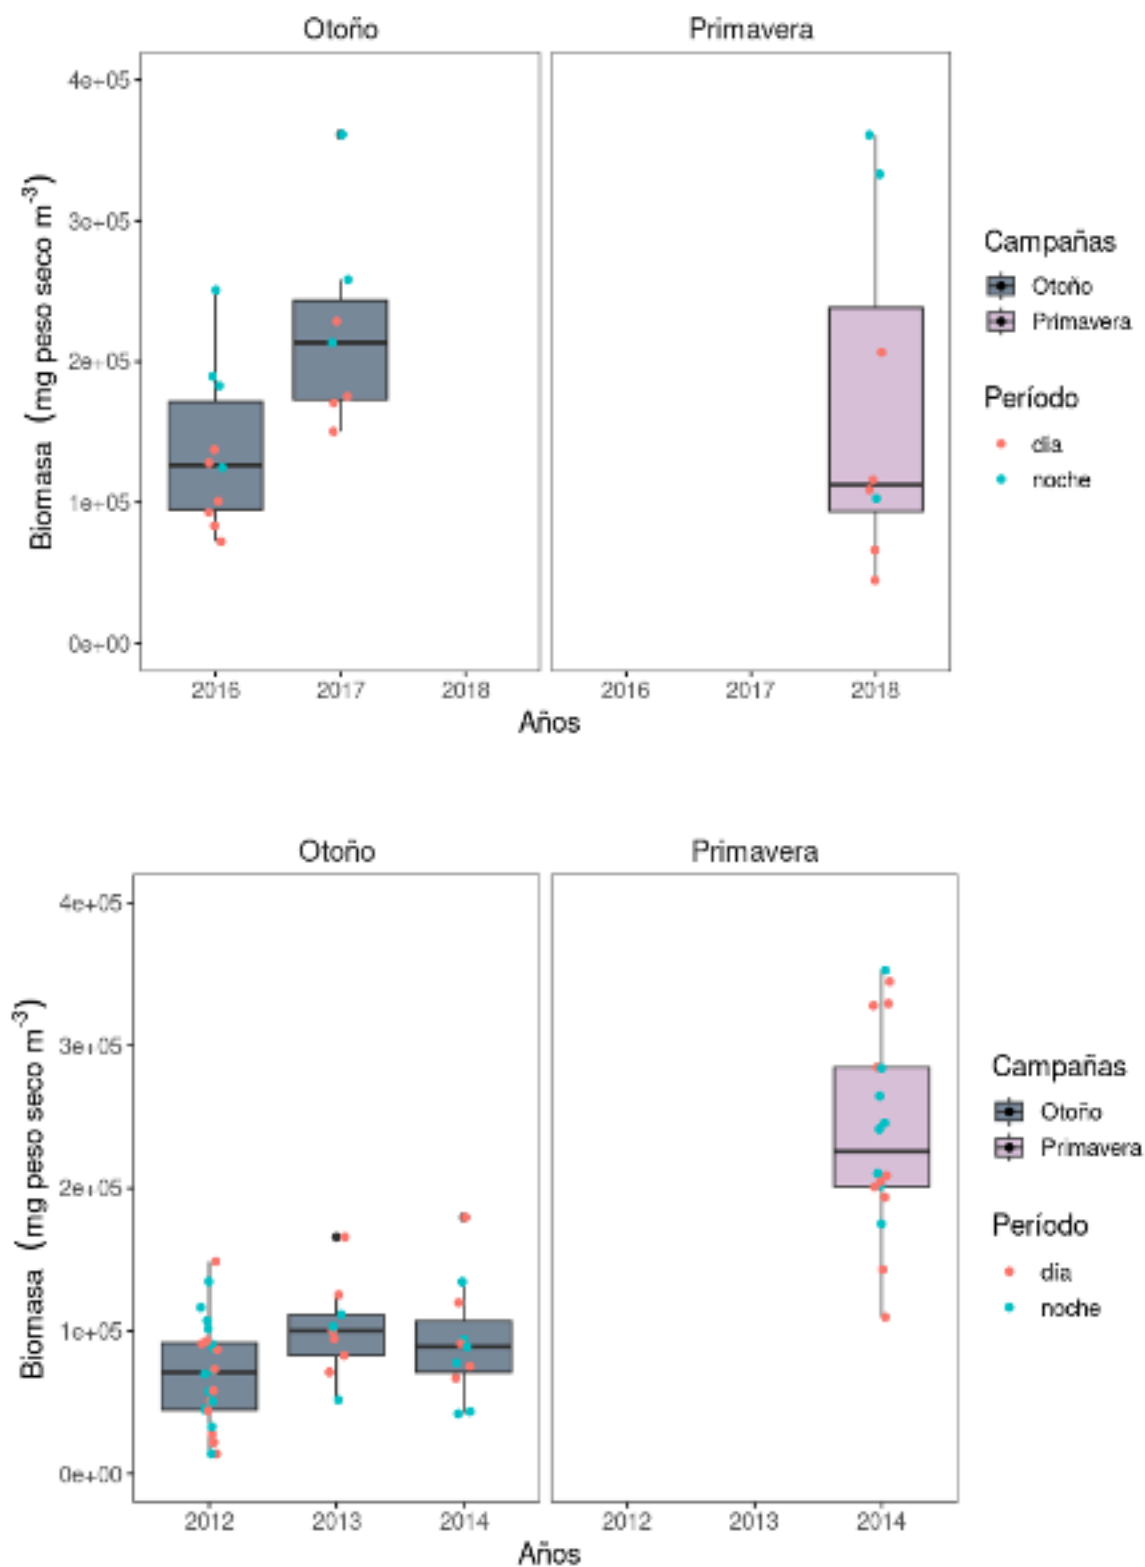 Otoño Primavera
4e+05
3e+05
2e+05
1e+05
0e+00
Biomasa (mg peso seco m⁻³)
2016 2017 2018 2016 2017 2018
Años
Campañas
Otoño
Primavera
Período
dia
noche
Otoño Primavera
4e+05
3e+05
2e+05
1e+05
0e+00
Biomasa (mg peso seco m⁻³)
2012 2013 2014 2012 2013 2014
Años
Campañas
Otoño
Primavera
Período
dia
noche